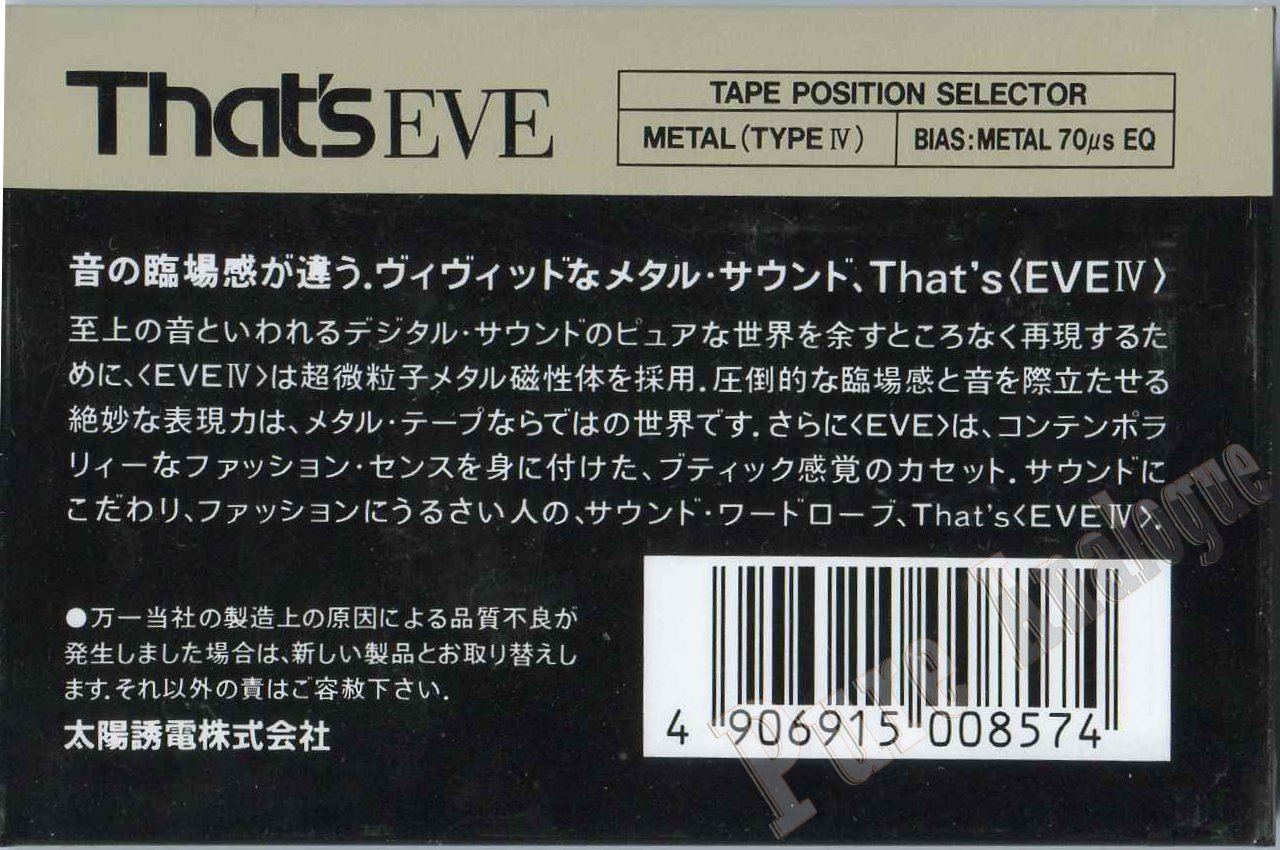 That's EVE
TAPE POSITION SELECTOR
METAL (TYPE Ⅳ)
BIAS:METAL 70μs EQ
音の臨場感が違う.ヴィヴィッドなメタル・サウンド、That's〈EVEⅣ〉
至上の音といわれるデジタル・サウンドのピュアな世界を余すところなく再現するた
めに、〈EVEⅣ〉は超微粒子メタル磁性体を採用.圧倒的な臨場感と音を際立たせる
絶妙な表現力は、メタル・テープならではの世界です.さらに〈EVE〉は、コンテンポラ
リィーなファッション・センスを身に付けた、ブティック感覚のカセット.サウンドに
こだわり、ファッションにうるさい人の、サウンド・ワードローブ、That's〈EVEⅣ〉.
●万一当社の製造上の原因による品質不良が
発生しました場合は、新しい製品とお取り替えし
ます.それ以外の責はご容赦下さい.
太陽誘電株式会社
4 906915 008574
Pure Analogue